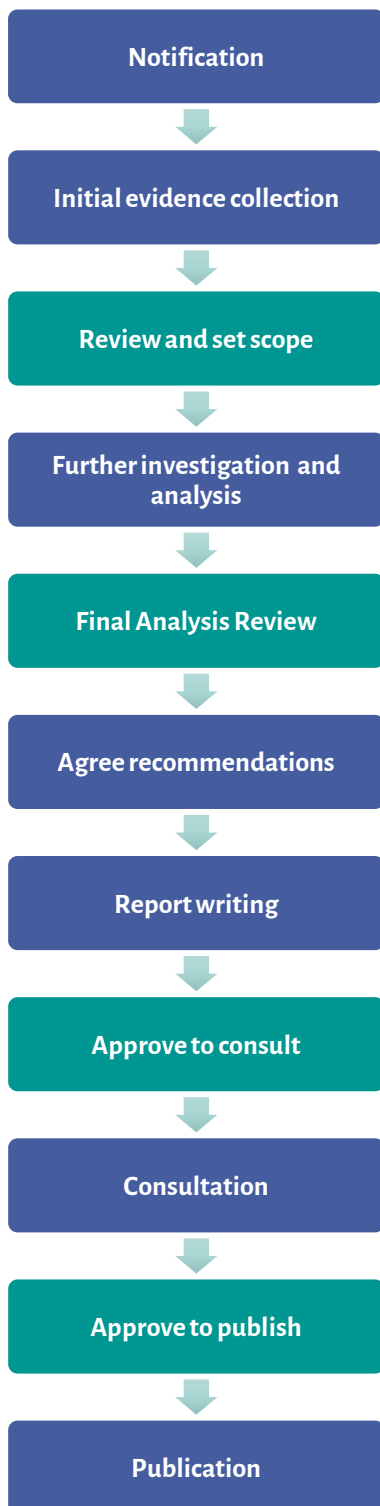 Notification
Initial evidence collection
Review and set scope
Further investigation and
analysis
Final Analysis Review
Agree recommendations
Report writing
Approve to consult
Consultation
Approve to publish
Publication